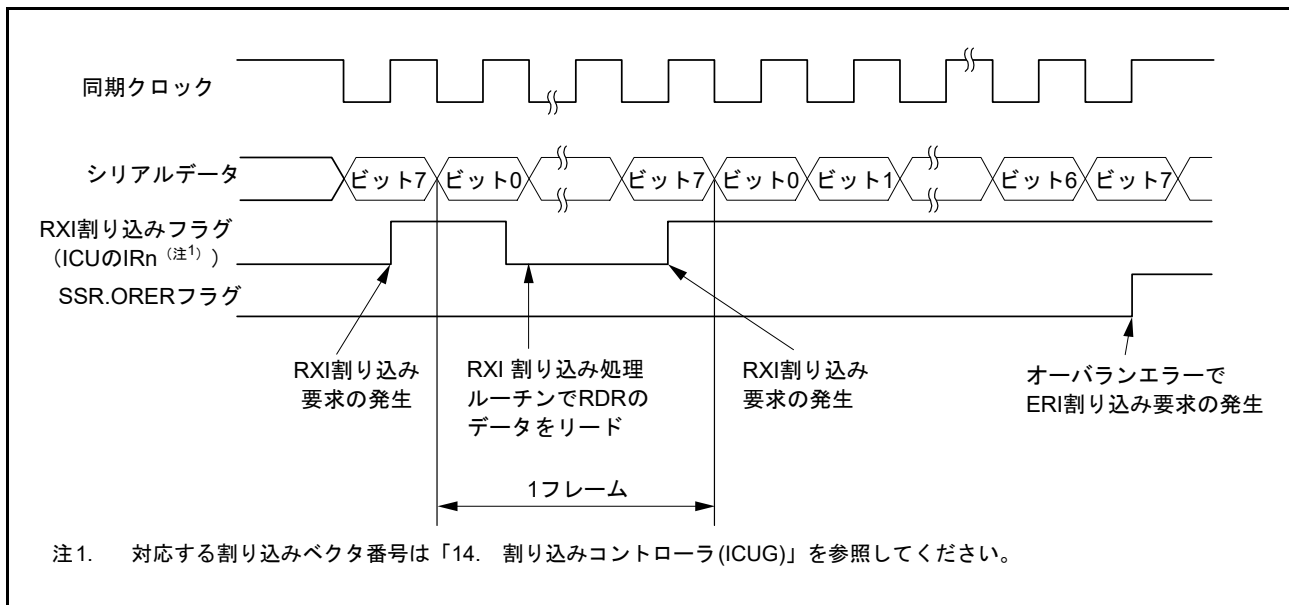 同期クロック
シリアルデータ
ビット7
ビット0
ビット7
ビット0
ビット1
ビット6
ビット7
RXI割り込みフラグ
(ICUのIRn（注1）)
SSR.ORERフラグ
RXI割り込み
要求の発生
RXI 割り込み処理
ルーチンでRDRの
データをリード
RXI割り込み
要求の発生
オーバランエラーで
ERI割り込み要求の発生
1フレーム
注1. 対応する割り込みベクタ番号は「14. 割り込みコントローラ(ICUG)」を参照してください。